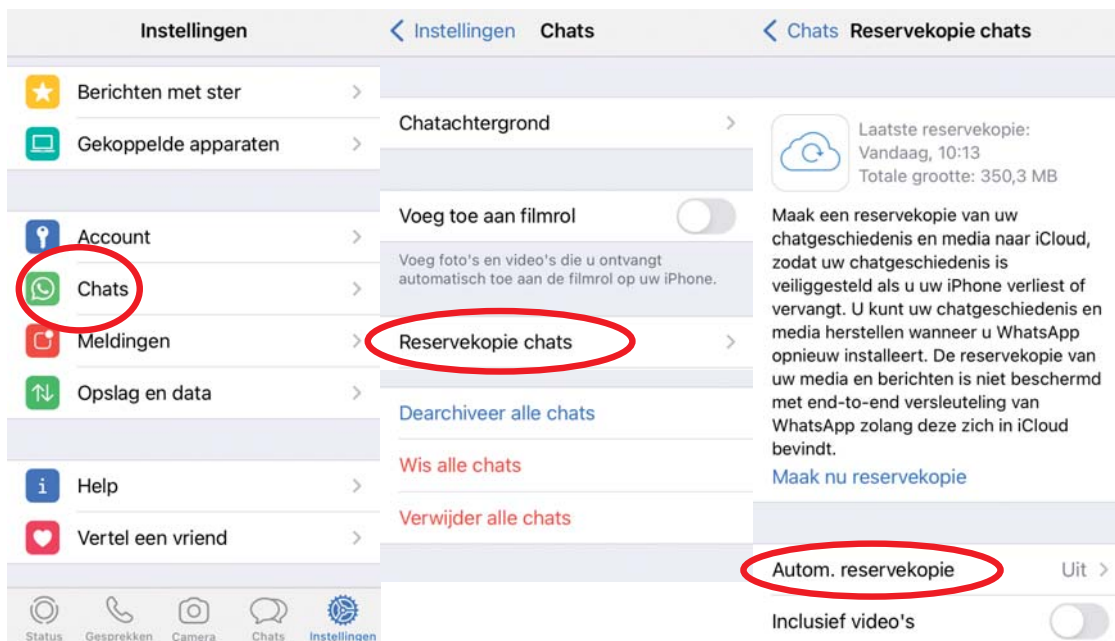 Instellingen
Berichten met ster
Gekoppelde apparaten
Account
Chats
Meldingen
Opslag en data
Help
Vertel een vriend
Status
Gesprekken
Camera
Chats
Instellingen
Instellingen
Chats
Chatachtergrond
Voeg toe aan filmrol
Voeg foto's en video's die u ontvangt
automatisch toe aan de filmrol op uw iPhone.
Reservekopie chats
Dearchiveer alle chats
Wis alle chats
Verwijder alle chats
Chats
Reservekopie chats
Laatste reservekopie:
Vandaag, 10:13
Totale grootte: 350,3 MB
Maak een reservekopie van uw
chatgeschiedenis en media naar iCloud,
zodat uw chatgeschiedenis is
veiliggesteld als u uw iPhone verliest of
vervangt. U kunt uw chatgeschiedenis en
media herstellen wanneer u WhatsApp
opnieuw installeert. De reservekopie van
uw media en berichten is niet beschermd
met end-to-end versleuteling van
WhatsApp zolang deze zich in iCloud
bevindt.
Maak nu reservekopie
Autom. reservekopie
Uit
Inclusief video's